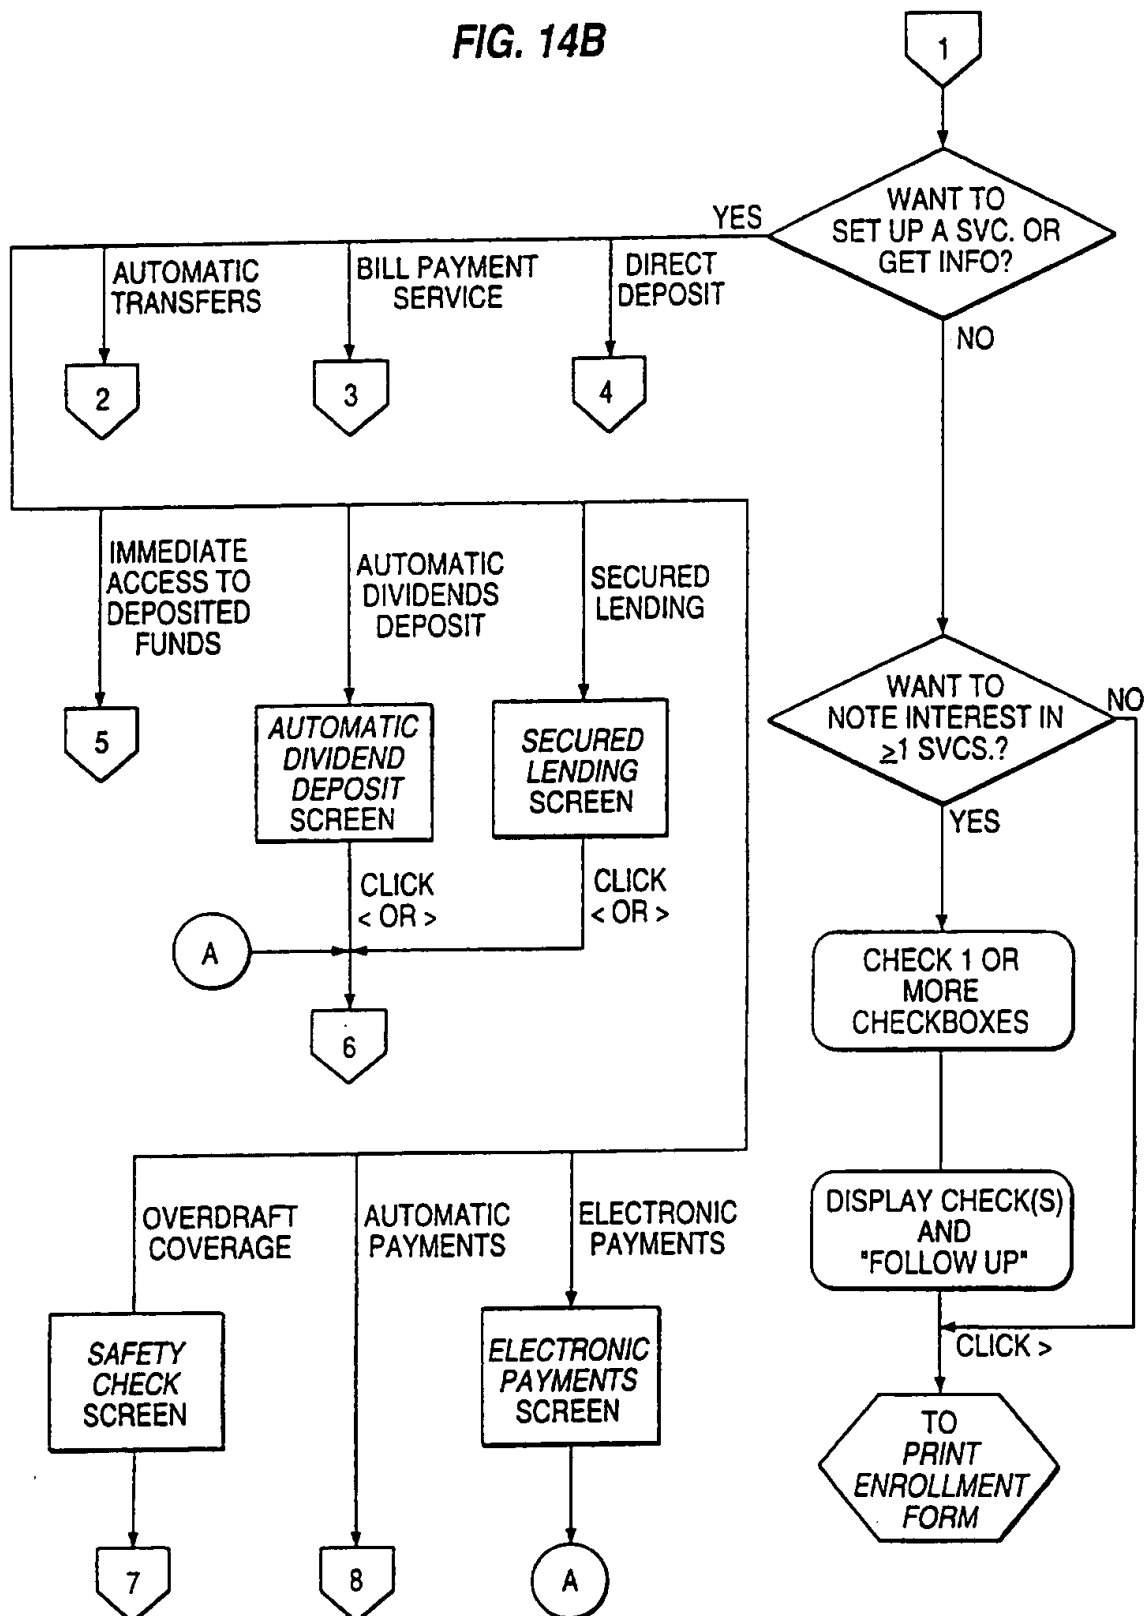 FIG. 14B
1
WANT TO
SET UP A SVC. OR
GET INFO?
YES
NO
AUTOMATIC
TRANSFERS
BILL PAYMENT
SERVICE
DIRECT
DEPOSIT
2
3
4
IMMEDIATE
ACCESS TO
DEPOSITED
FUNDS
AUTOMATIC
DIVIDENDS
DEPOSIT
SECURED
LENDING
5
AUTOMATIC
DIVIDEND
DEPOSIT
SCREEN
SECURED
LENDING
SCREEN
CLICK
< OR >
CLICK
< OR >
A
6
WANT TO
NOTE INTEREST IN
≥1 SVCS.?
NO
YES
CHECK 1 OR
MORE
CHECKBOXES
DISPLAY CHECK(S)
AND
"FOLLOW UP"
CLICK >
TO
PRINT
ENROLLMENT
FORM
OVERDRAFT
COVERAGE
AUTOMATIC
PAYMENTS
ELECTRONIC
PAYMENTS
SAFETY
CHECK
SCREEN
ELECTRONIC
PAYMENTS
SCREEN
7
8
A